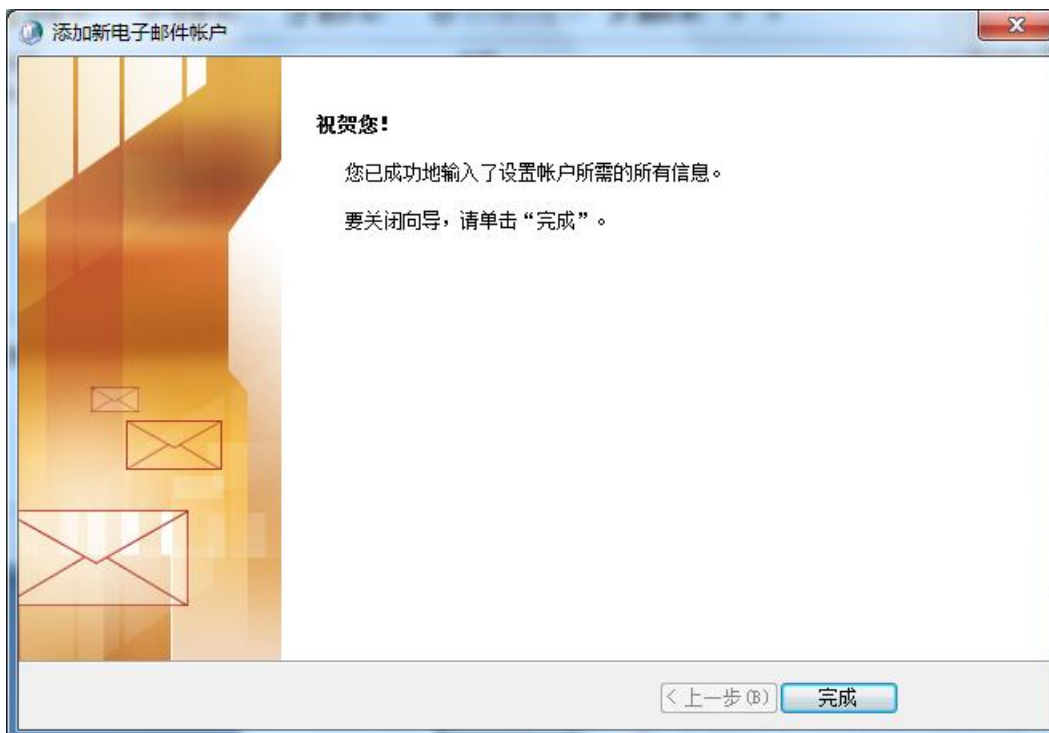 添加新电子邮件帐户
祝贺您!
您已成功地输入了设置帐户所需的所有信息。
要关闭向导，请单击“完成”。
< 上一步(B)
完成